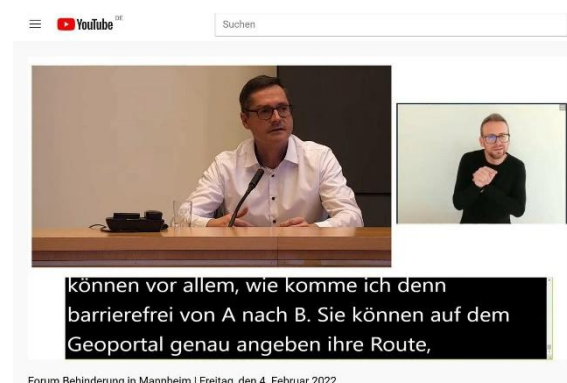 YouTube DE
Suchen
können vor allem, wie komme ich denn
barrierefrei von A nach B. Sie können auf dem
Geoportal genau angeben ihre Route,
Forum Behinderung in Mannheim | Freitag, den 4. Februar 2022